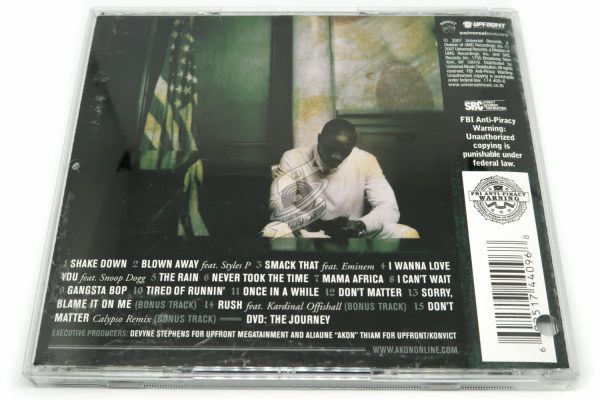 UPFRONT
universalmotown
SRC
FBI Anti-Piracy
Warning:
Unauthorized
copying is
punishable under
federal law.
FBI ANTI-PIRACY
WARNING
1 SHAKE DOWN 2 BLOWN AWAY feat. Styles P 3 SMACK THAT feat. Eminem 4 I WANNA LOVE
YOU feat. Snoop Dogg 5 THE RAIN 6 NEVER TOOK THE TIME 7 MAMA AFRICA 8 I CAN'T WAIT
9 GANGSTA BOP 10 TIRED OF RUNNIN' 11 ONCE IN A WHILE 12 DON'T MATTER 13 SORRY,
BLAME IT ON ME (BONUS TRACK) 14 RUSH feat. Kardinal Offishall (BONUS TRACK) 15 DON'T
MATTER Calypso Remix (BONUS TRACK) DVD: THE JOURNEY
EXECUTIVE PRODUCERS: DEVYNE STEPHENS FOR UPFRONT MEGATAINMENT AND ALIAUNE "AKON" THIAM FOR UPFRONT/KONVICT
WWW.AKONONLINE.COM
6 02517 44096 8